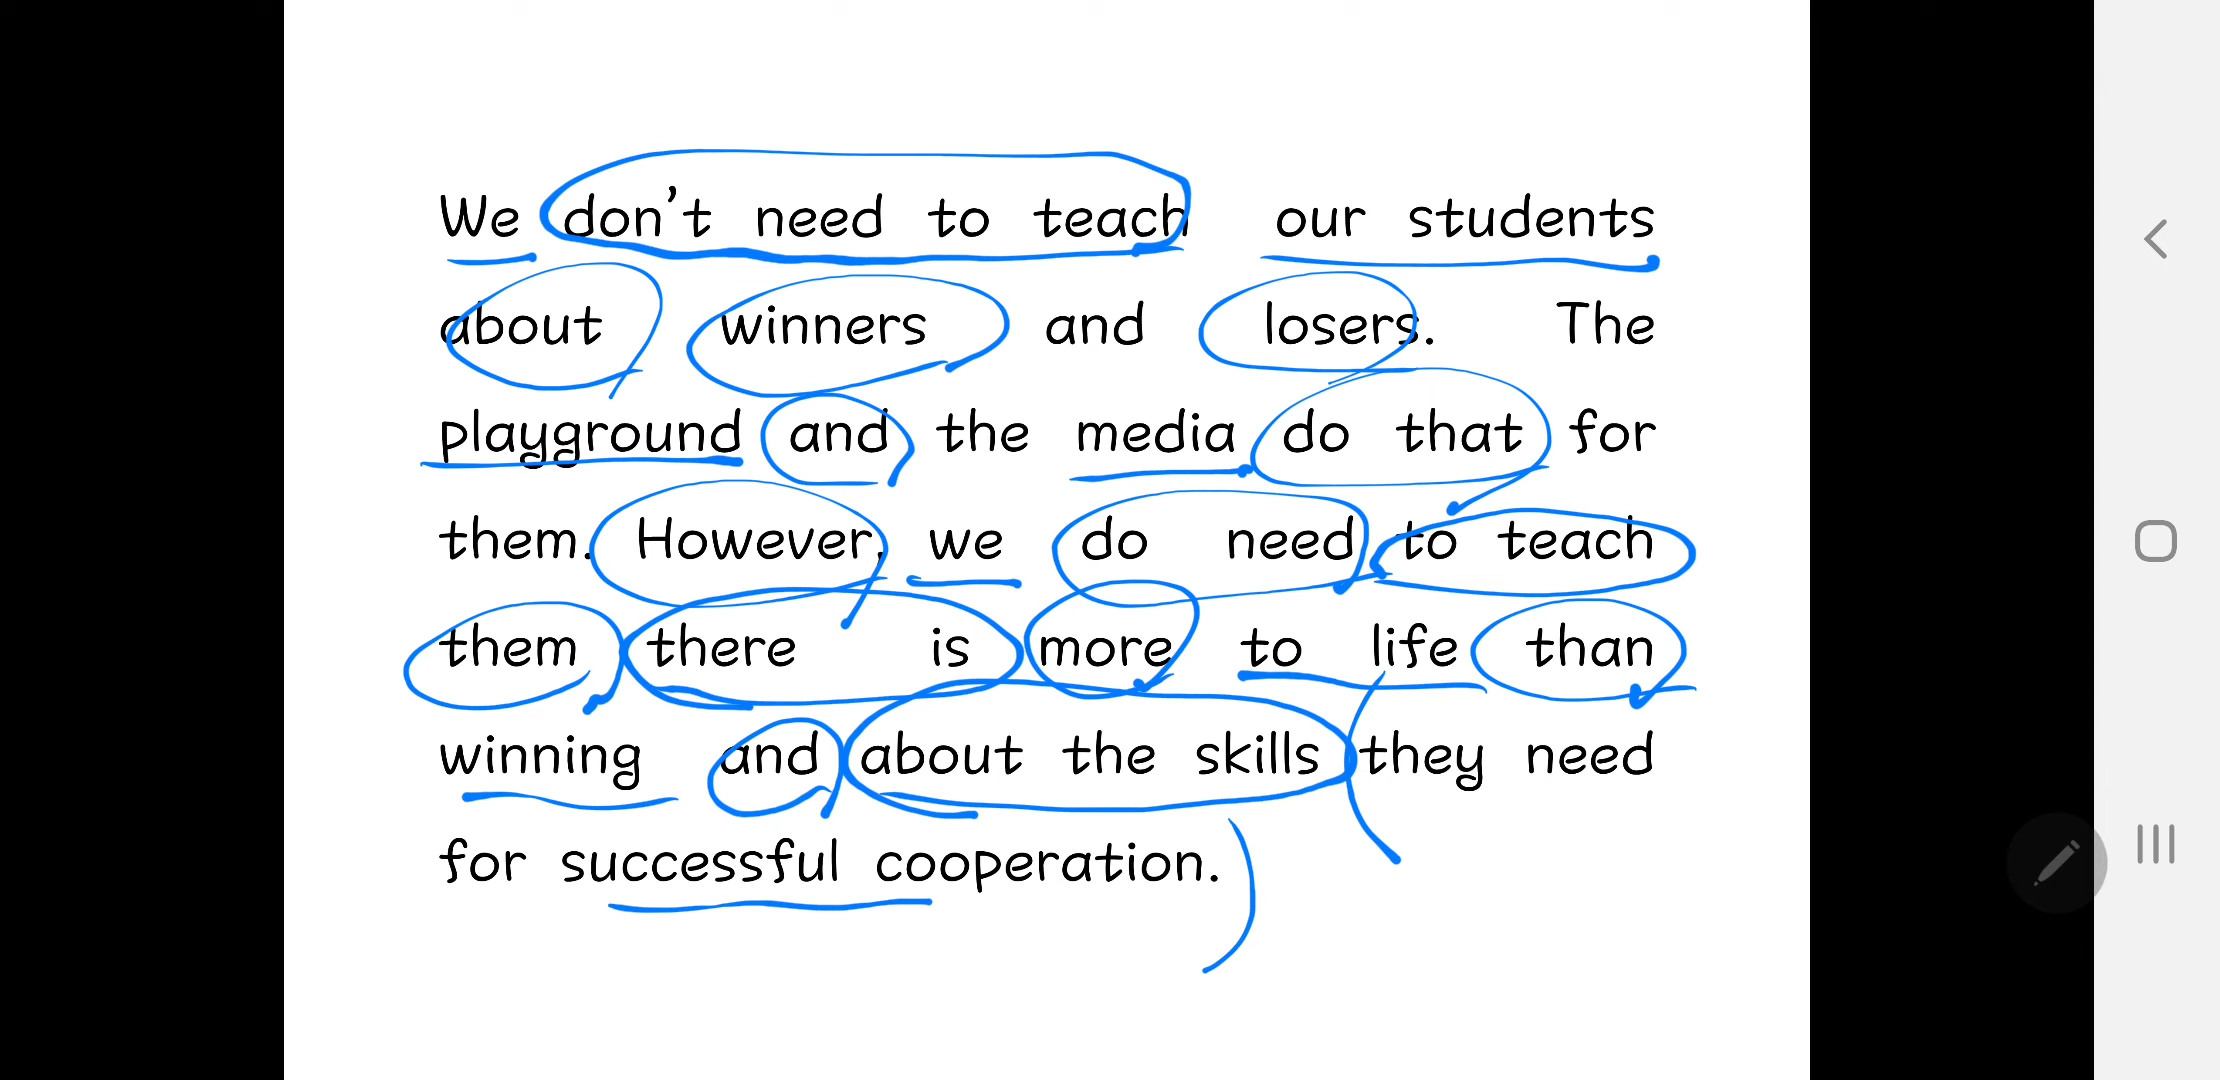 We don't need to teach our students
about winners and losers. The
playground and the media do that for
them. However, we do need to teach
them there is more to life than
winning and about the skills they need
for successful cooperation.